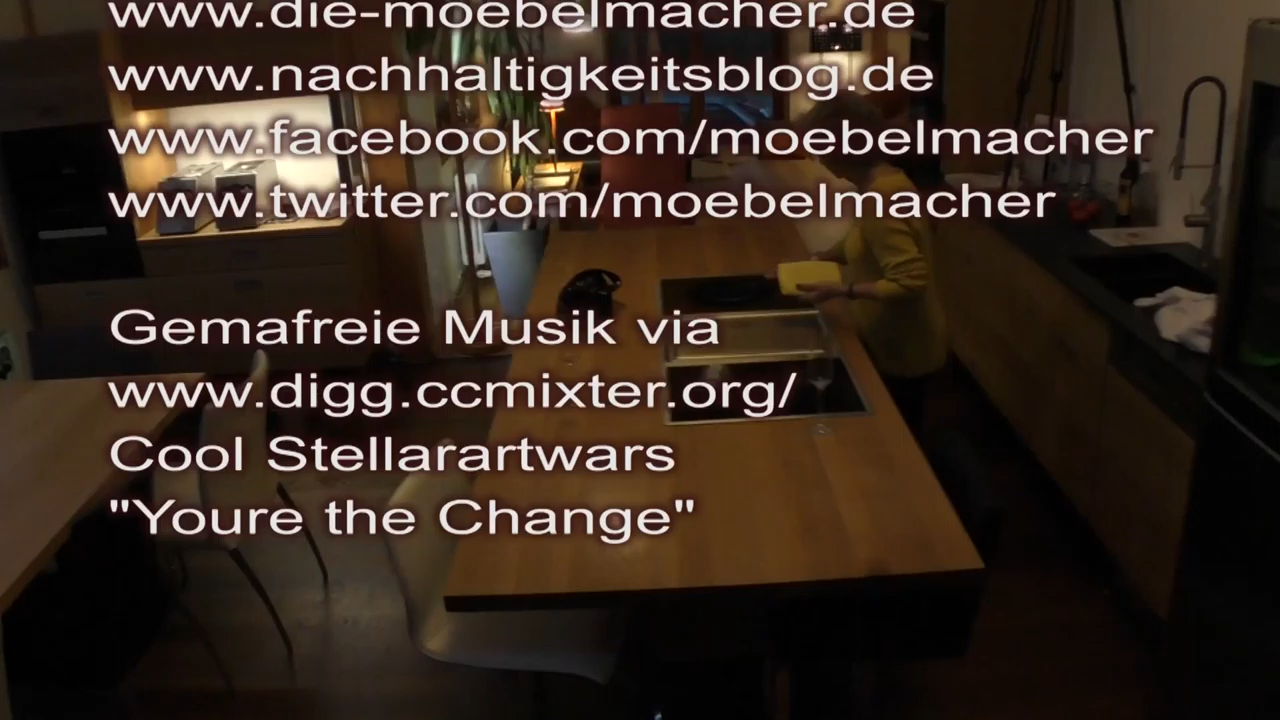 www.die-moebelmacher.de
www.nachhaltigkeitsblog.de
www.facebook.com/moebelmacher
www.twitter.com/moebelmacher
Gemafreie Musik via
www.digg.ccmixter.org/
Cool Stellarartwars
"Youre the Change"